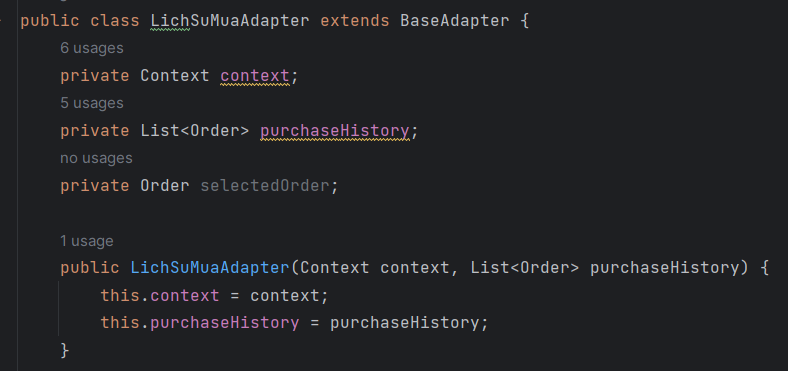 public class LichSuMuaAdapter extends BaseAdapter {
6 usages
private Context context;
5 usages
private List<Order> purchaseHistory;
no usages
private Order selectedOrder;
1 usage
public LichSuMuaAdapter(Context context, List<Order> purchaseHistory) {
this.context = context;
this.purchaseHistory = purchaseHistory;
}